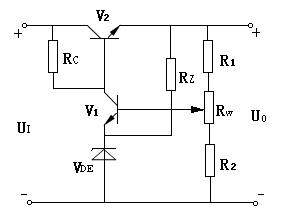 V2
+ +
RC R1
RZ
V1 RW
UI U0
VDE R2
- -